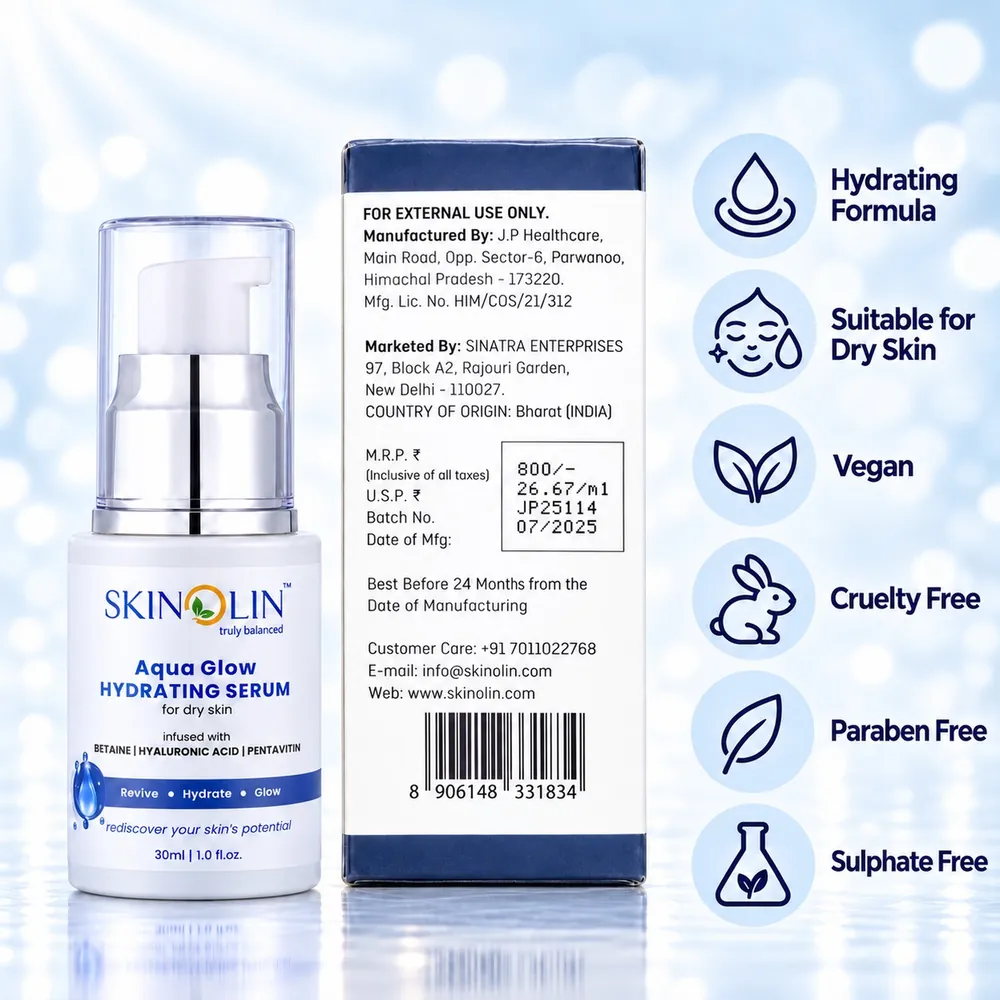 SKINOLIN™
truly balanced
Aqua Glow
HYDRATING SERUM
for dry skin
infused with
BETAINE | HYALURONIC ACID | PENTAVITIN
Revive • Hydrate • Glow
rediscover your skin's potential
30ml | 1.0 fl.oz.
FOR EXTERNAL USE ONLY.
Manufactured By: J.P Healthcare,
Main Road, Opp. Sector-6, Parwanoo,
Himachal Pradesh - 173220.
Mfg. Lic. No. HIM/COS/21/312
Marketed By: SINATRA ENTERPRISES
97, Block A2, Rajouri Garden,
New Delhi - 110027.
COUNTRY OF ORIGIN: Bharat (INDIA)
M.R.P. ₹
(Inclusive of all taxes)
U.S.P. ₹
Batch No.
Date of Mfg:
800/-
26.67/ml
JP25114
07/2025
Best Before 24 Months from the
Date of Manufacturing
Customer Care: +91 7011022768
E-mail: info@skinolin.com
Web: www.skinolin.com
8 906148 331834
Hydrating
Formula
Suitable for
Dry Skin
Vegan
Cruelty Free
Paraben Free
Sulphate Free